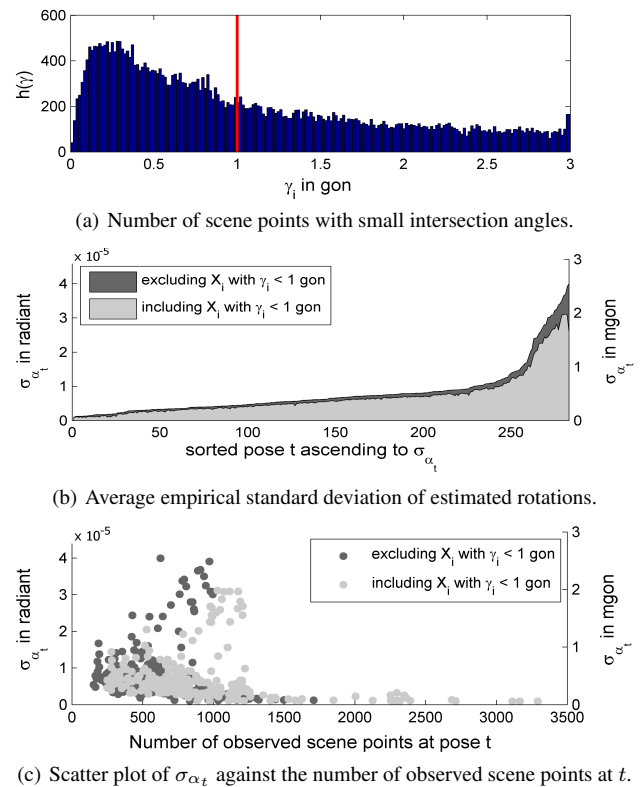 600
400
200
0
h(γ)
0 0.5 1 1.5 2 2.5 3
γi in gon
(a) Number of scene points with small intersection angles.
x 10-5
4
3
2
1
0
σαt in radiant
excluding Xi with γi < 1 gon
including Xi with γi < 1 gon
3
2
1
0
σαt in mgon
0 50 100 150 200 250
sorted pose t ascending to σαt
(b) Average empirical standard deviation of estimated rotations.
x 10-5
4
3
2
1
0
σαt in radiant
excluding Xi with γi < 1 gon
including Xi with γi < 1 gon
3
2
1
0
σαt in mgon
0 500 1000 1500 2000 2500 3000 3500
Number of observed scene points at pose t
(c) Scatter plot of σαt against the number of observed scene points at t.